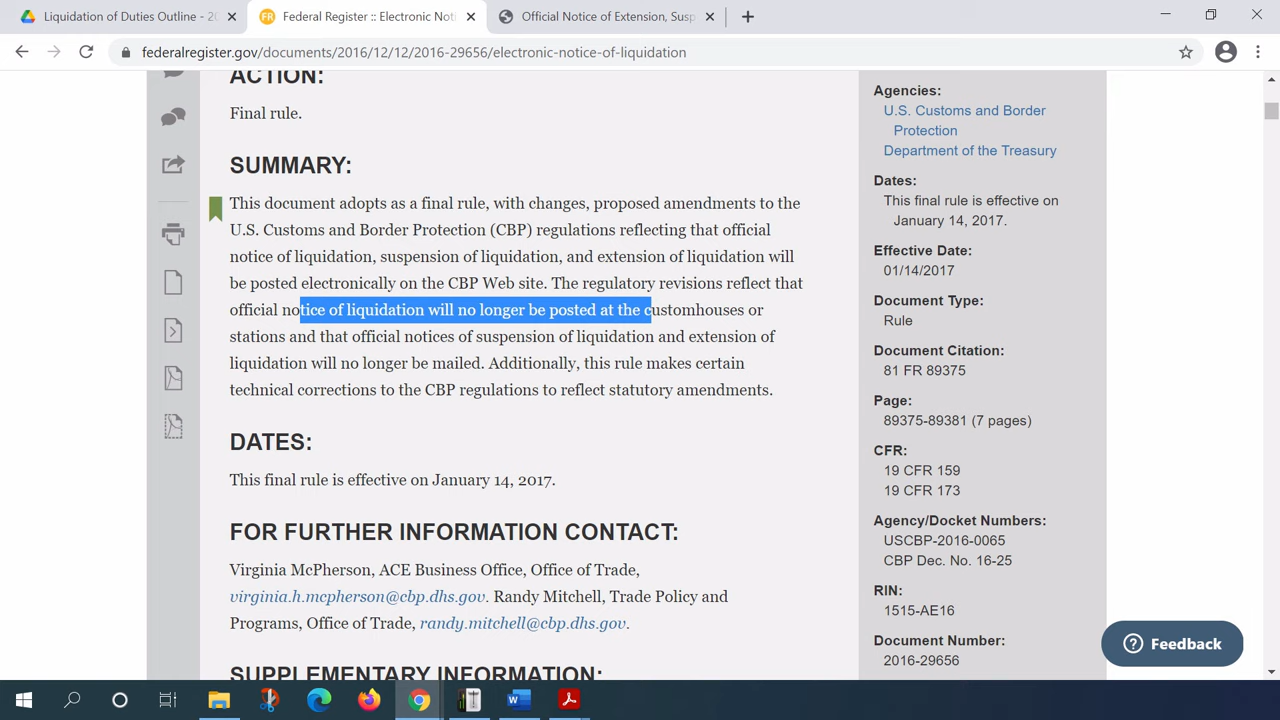 Liquidation of Duties Outline - 20
Federal Register :: Electronic Noti
Official Notice of Extension, Susp
federalregister.gov/documents/2016/12/12/2016-29656/electronic-notice-of-liquidation
ACTION:
Final rule.
SUMMARY:
This document adopts as a final rule, with changes, proposed amendments to the
U.S. Customs and Border Protection (CBP) regulations reflecting that official
notice of liquidation, suspension of liquidation, and extension of liquidation will
be posted electronically on the CBP Web site. The regulatory revisions reflect that
official notice of liquidation will no longer be posted at the customhouses or
stations and that official notices of suspension of liquidation and extension of
liquidation will no longer be mailed. Additionally, this rule makes certain
technical corrections to the CBP regulations to reflect statutory amendments.
DATES:
This final rule is effective on January 14, 2017.
FOR FURTHER INFORMATION CONTACT:
Virginia McPherson, ACE Business Office, Office of Trade,
virginia.h.mcpherson@cbp.dhs.gov. Randy Mitchell, Trade Policy and
Programs, Office of Trade, randy.mitchell@cbp.dhs.gov.
SUPPLEMENTARY INFORMATION:
Agencies:
U.S. Customs and Border
Protection
Department of the Treasury
Dates:
This final rule is effective on
January 14, 2017.
Effective Date:
01/14/2017
Document Type:
Rule
Document Citation:
81 FR 89375
Page:
89375-89381 (7 pages)
CFR:
19 CFR 159
19 CFR 173
Agency/Docket Numbers:
USCBP-2016-0065
CBP Dec. No. 16-25
RIN:
1515-AE16
Document Number:
2016-29656
Feedback